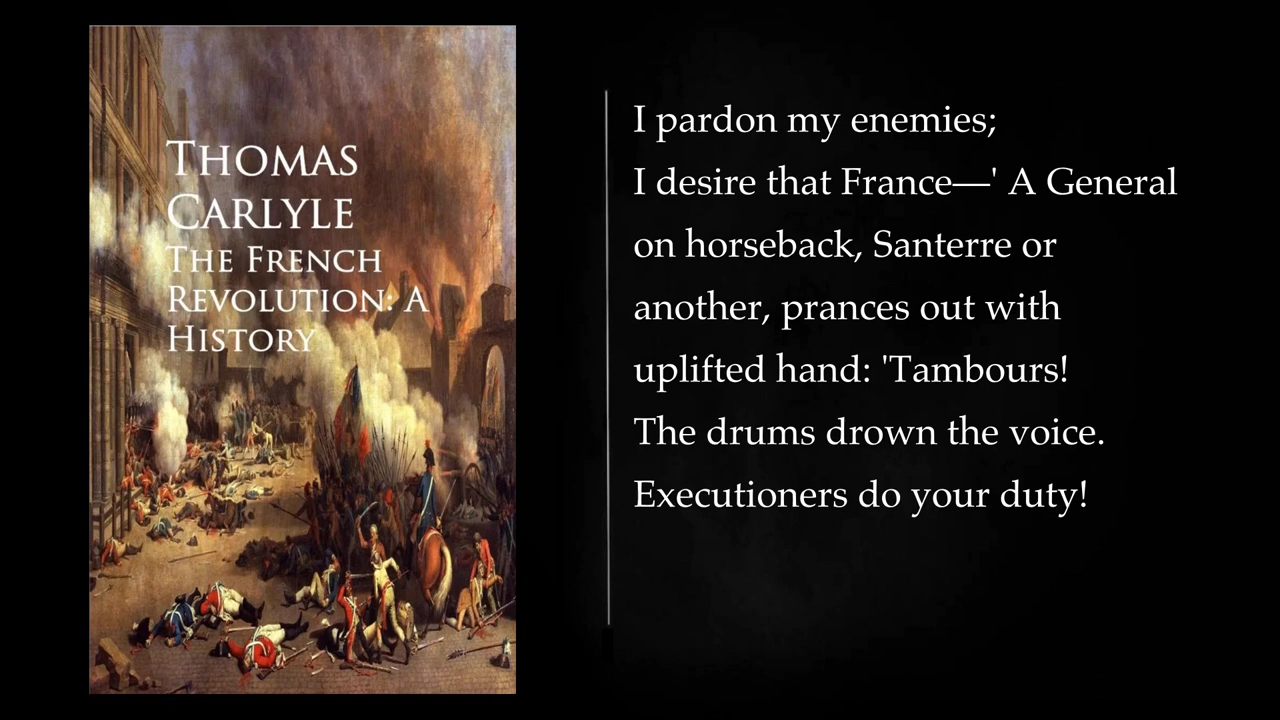 THOMAS
CARLYLE
THE FRENCH
REVOLUTION: A
HISTORY
I pardon my enemies;
I desire that France—' A General
on horseback, Santerre or
another, prances out with
uplifted hand: 'Tambours!
The drums drown the voice.
Executioners do your duty!